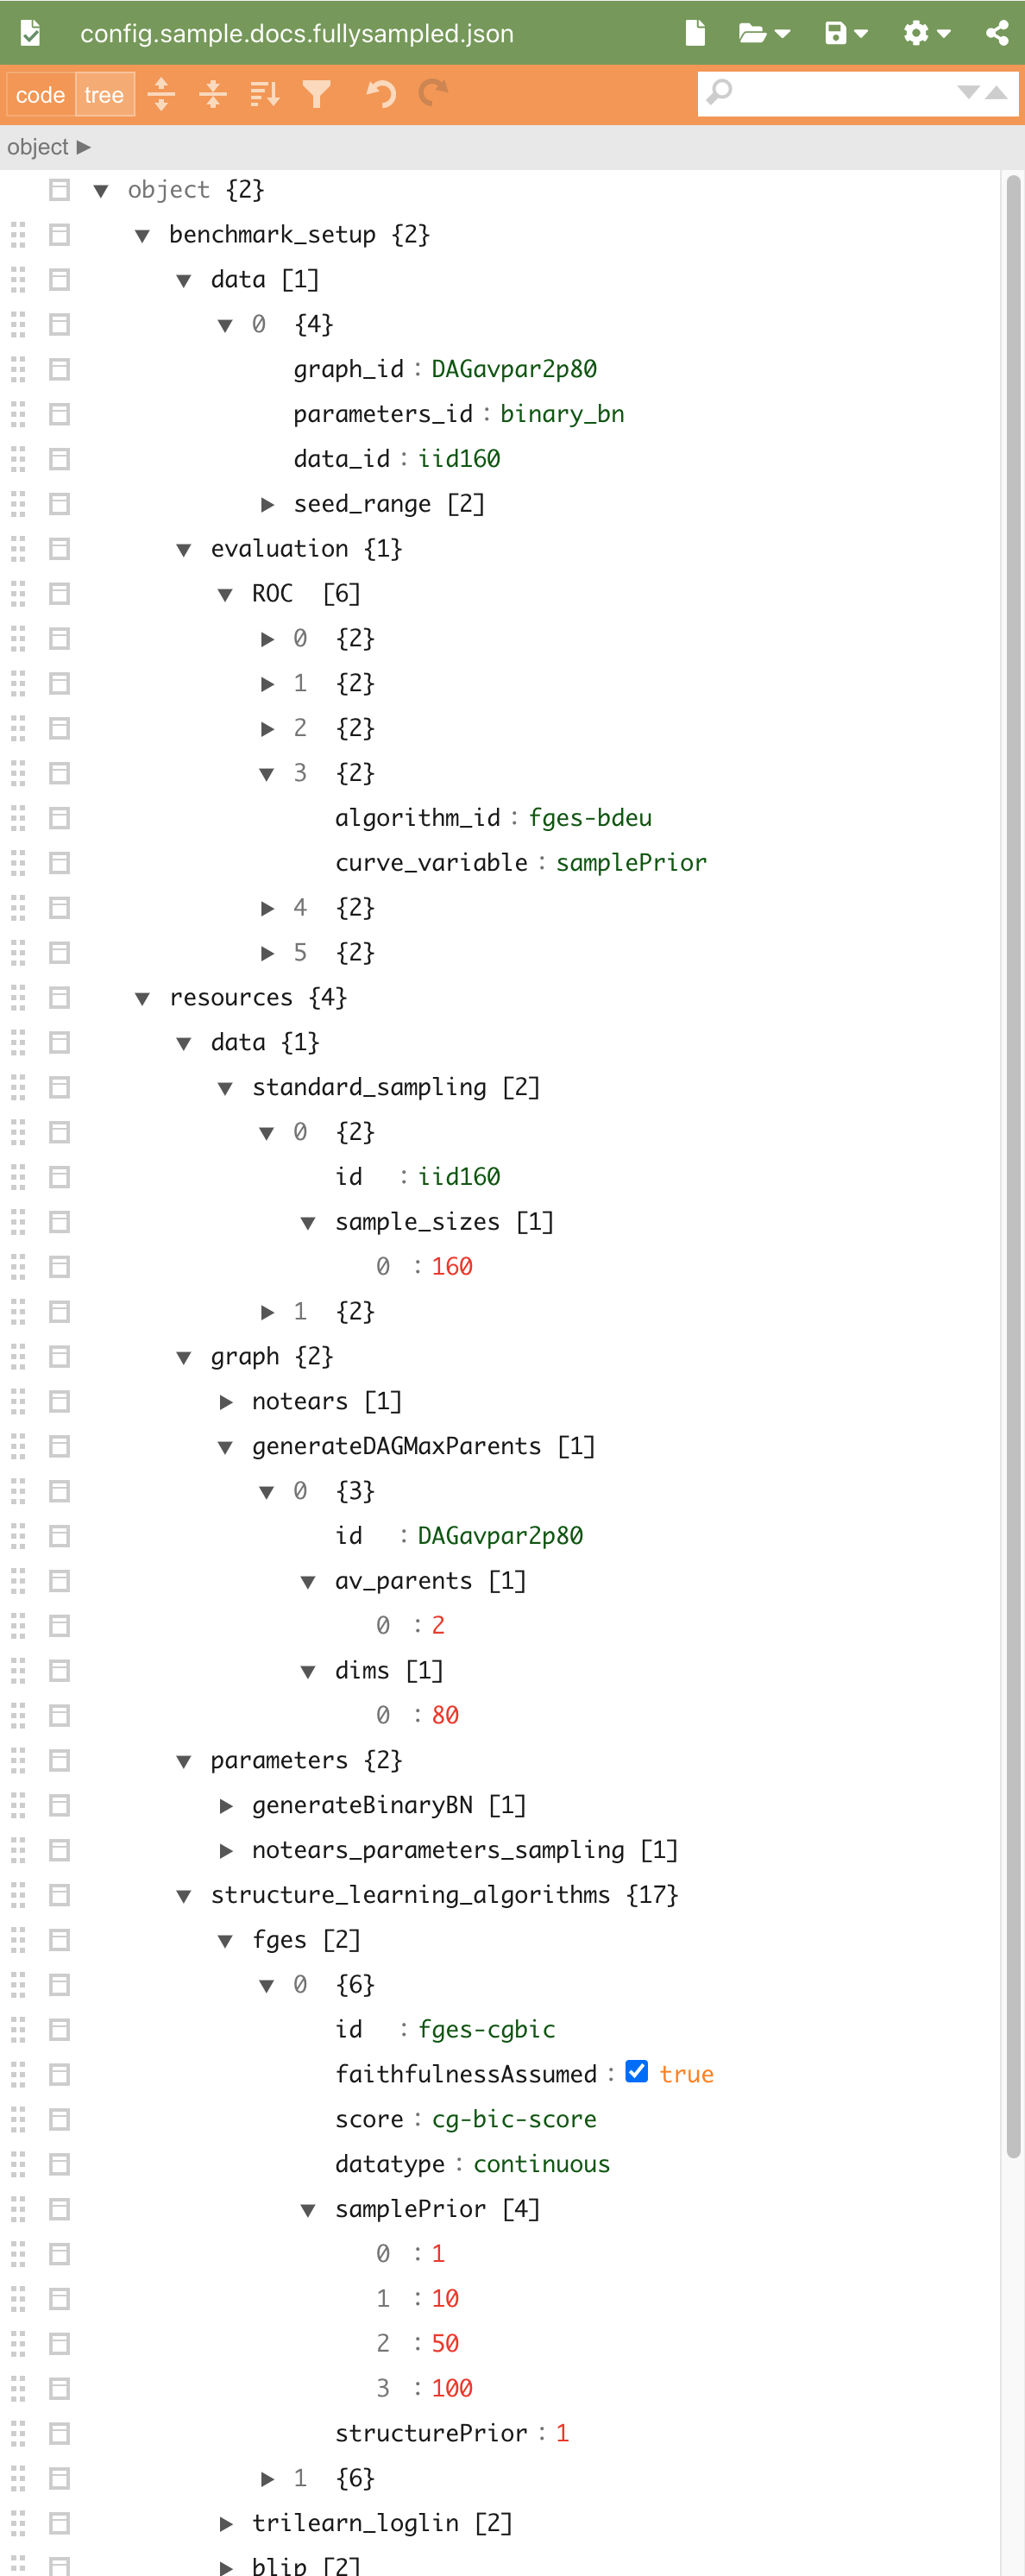 config.sample.docs.fullysampled.json
code tree
object ▶
object {2}
benchmark_setup {2}
data [1]
0 {4}
graph_id : DAGavpar2p80
parameters_id : binary_bn
data_id : iid160
seed_range [2]
evaluation {1}
ROC [6]
0 {2}
1 {2}
2 {2}
3 {2}
algorithm_id : fges-bdeu
curve_variable : samplePrior
4 {2}
5 {2}
resources {4}
data {1}
standard_sampling [2]
0 {2}
id : iid160
sample_sizes [1]
0 : 160
1 {2}
graph {2}
notears [1]
generateDAGMaxParents [1]
0 {3}
id : DAGavpar2p80
av_parents [1]
0 : 2
dims [1]
0 : 80
parameters {2}
generateBinaryBN [1]
notears_parameters_sampling [1]
structure_learning_algorithms {17}
fges [2]
0 {6}
id : fges-cgbic
faithfulnessAssumed : true
score : cg-bic-score
datatype : continuous
samplePrior [4]
0 : 1
1 : 10
2 : 50
3 : 100
structurePrior : 1
1 {6}
trilearn_loglin [2]
blip [2]